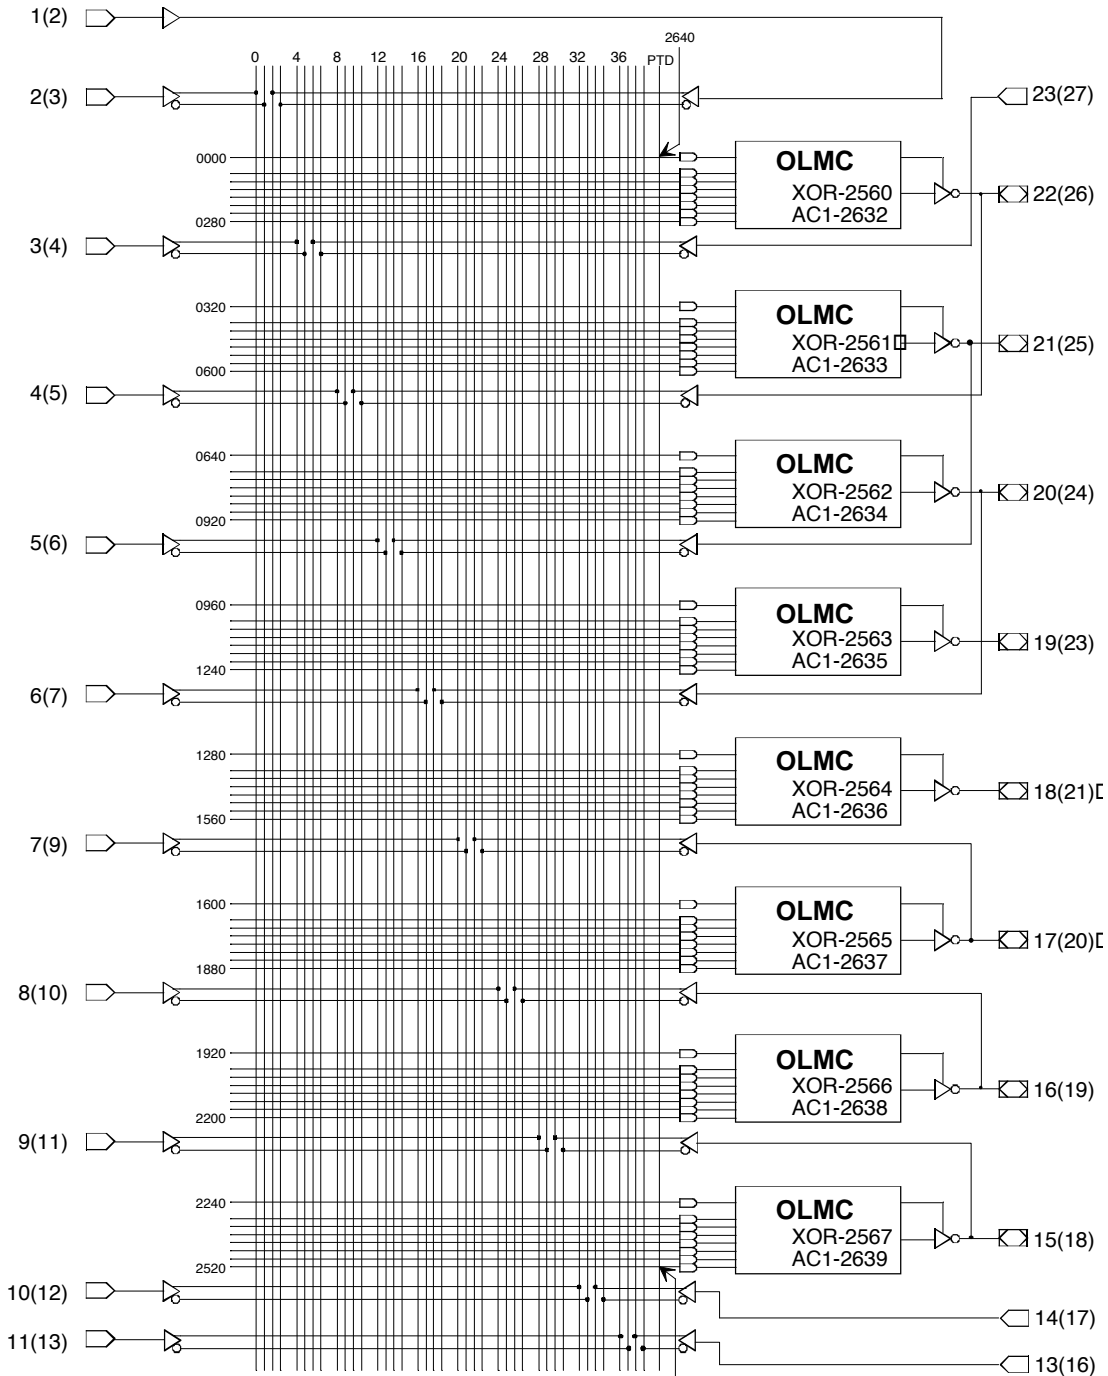 1(2)
2640
0 4 8 12 16 20 24 28 32 36 PTD
2(3)
23(27)
0000
OLMC
XOR-2560
AC1-2632
22(26)
0280
3(4)
0320
OLMC
XOR-2561
AC1-2633
21(25)
0600
4(5)
0640
OLMC
XOR-2562
AC1-2634
20(24)
0920
5(6)
0960
OLMC
XOR-2563
AC1-2635
19(23)
1240
6(7)
1280
OLMC
XOR-2564
AC1-2636
18(21)
1560
7(9)
1600
OLMC
XOR-2565
AC1-2637
17(20)
1880
8(10)
1920
OLMC
XOR-2566
AC1-2638
16(19)
2200
9(11)
2240
OLMC
XOR-2567
AC1-2639
15(18)
2520
10(12)
14(17)
11(13)
13(16)